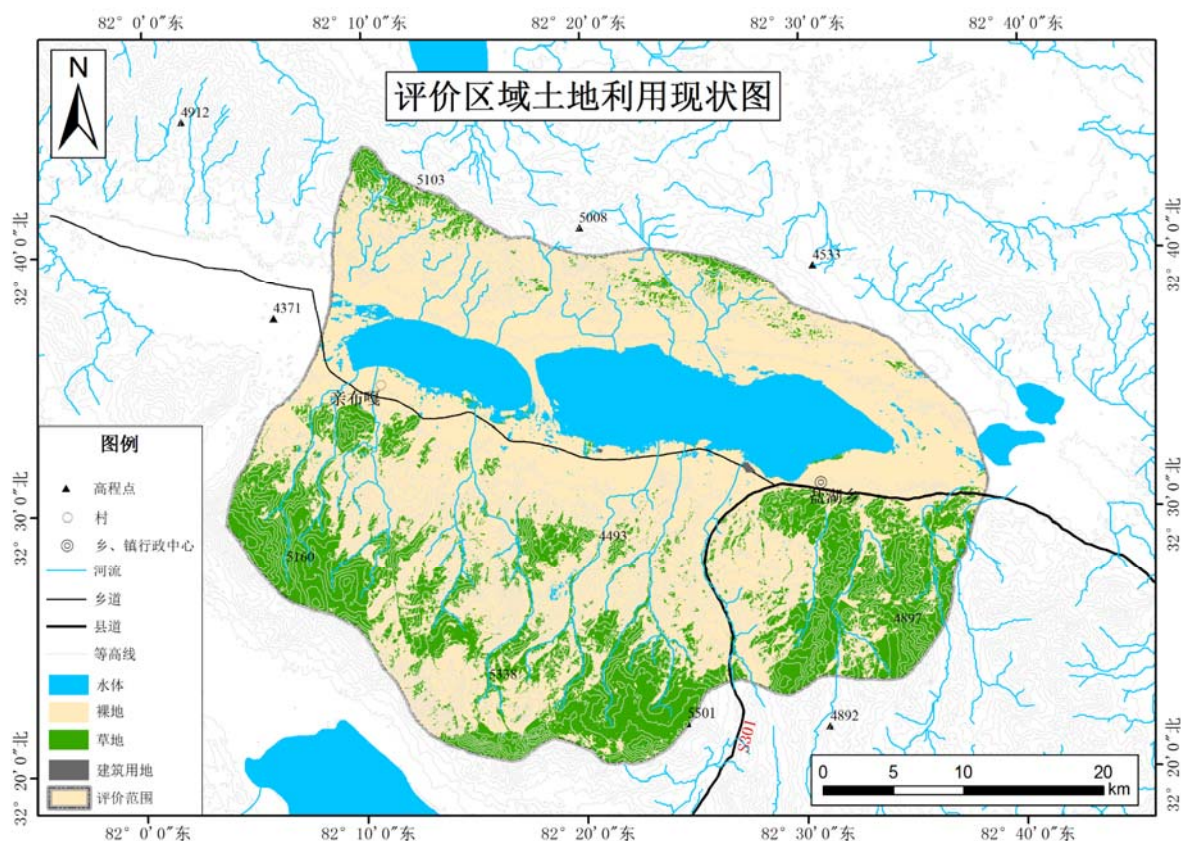 82° 0'0"东 82° 10'0"东 82° 20'0"东 82° 30'0"东 82° 40'0"东
N
评价区域土地利用现状图
4912
5103
5008
4533
32° 40'0"北
32° 40'0"北
4371
亲布嘎
盐湖乡
32° 30'0"北
32° 30'0"北
4493
5160
4897
5338
5501
4892
S301
32° 20'0"北
32° 20'0"北
图例
高程点
村
乡、镇行政中心
河流
乡道
县道
等高线
水体
裸地
草地
建筑用地
评价范围
0 5 10 20
km
82° 0'0"东 82° 10'0"东 82° 20'0"东 82° 30'0"东 82° 40'0"东